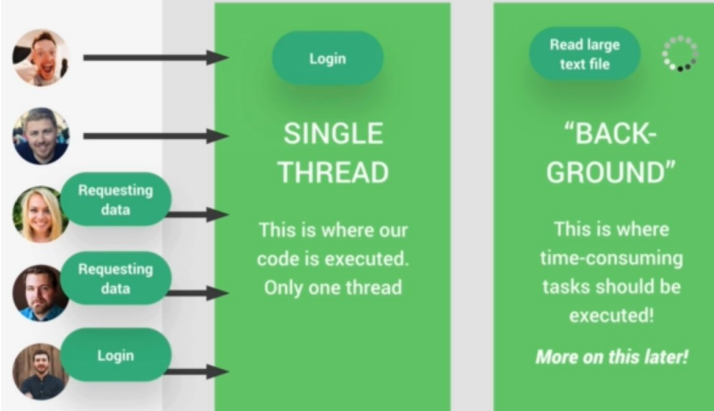 Requesting
data
Requesting
data
Login
Login
SINGLE
THREAD
This is where our
code is executed.
Only one thread
Read large
text file
“BACK-
GROUND”
This is where
time-consuming
tasks should be
executed!
More on this later!